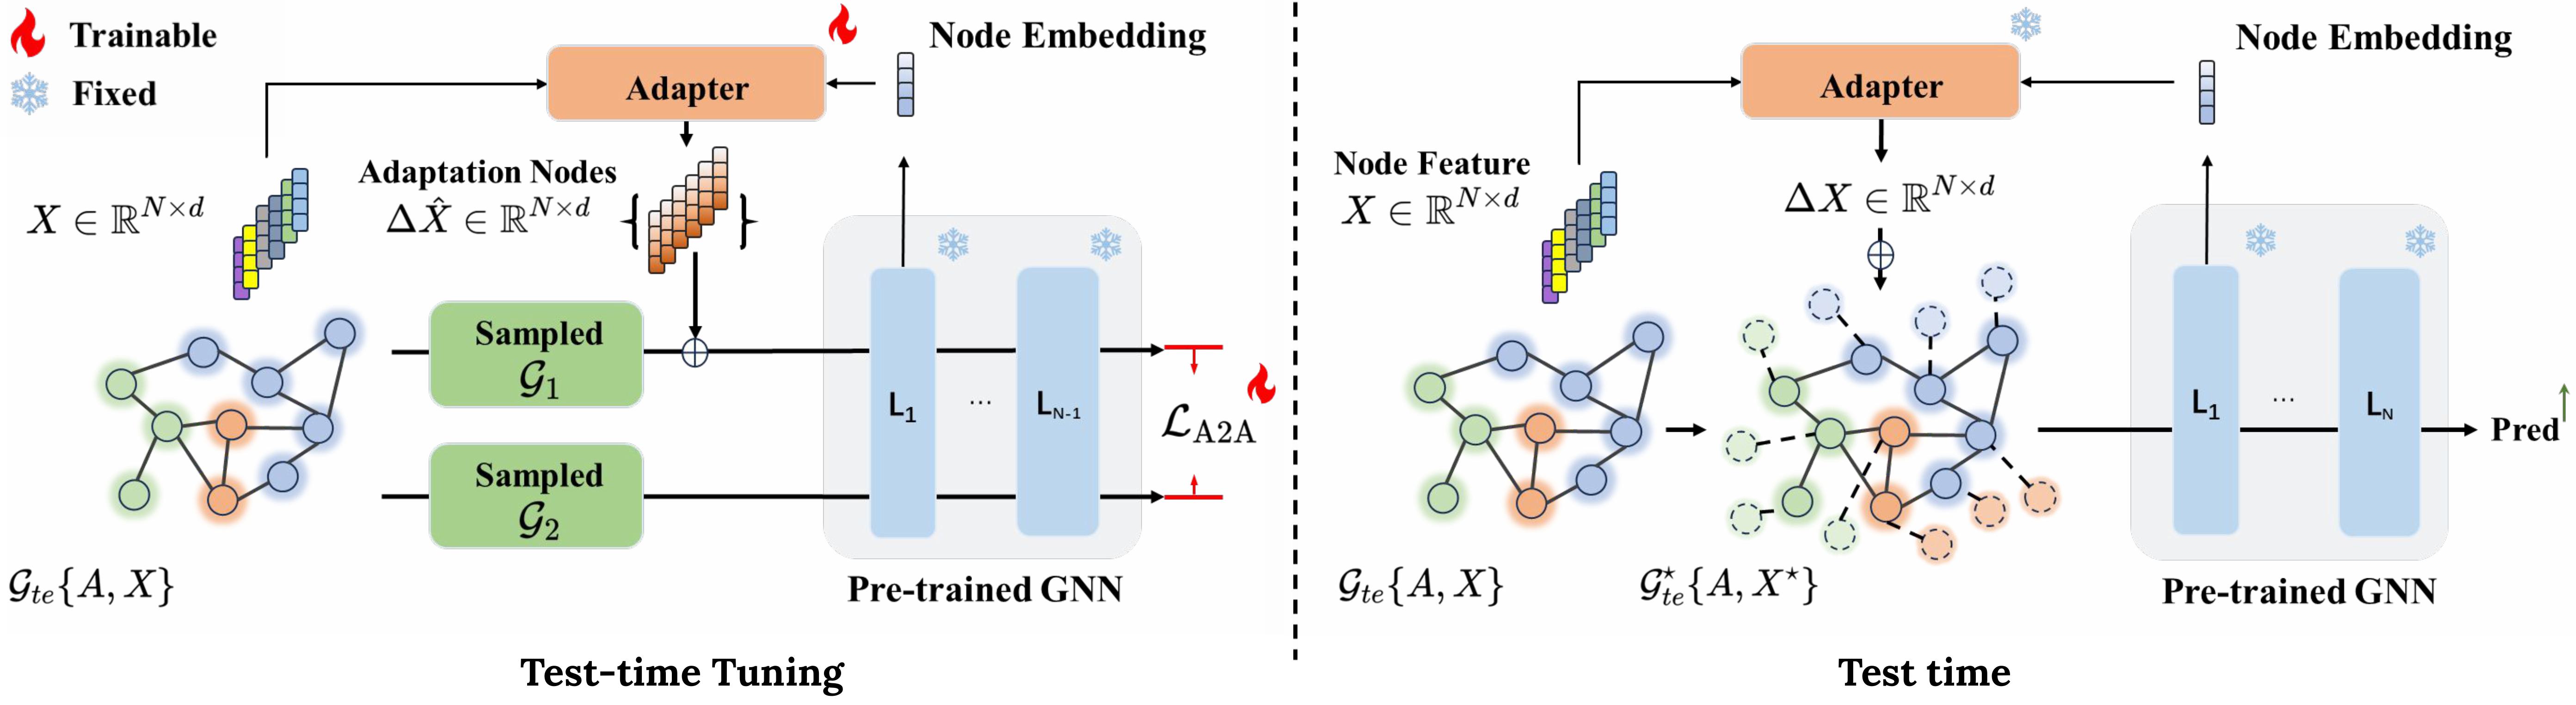 Trainable
Fixed
Adapter
Node Embedding
Adaptation Nodes
$X \in \mathbb{R}^{N \times d}$
$\Delta \hat{X} \in \mathbb{R}^{N \times d}$
{ }
Sampled
$\mathcal{G}_1$
Sampled
$\mathcal{G}_2$
L₁
...
L_{N-1}
$\mathcal{L}_{\text{A2A}}$
$\mathcal{G}_{te}\{A, X\}$
Pre-trained GNN
Test-time Tuning
Adapter
Node Embedding
Node Feature
$X \in \mathbb{R}^{N \times d}$
$\Delta X \in \mathbb{R}^{N \times d}$
L₁
...
L_N
Pred
$\mathcal{G}_{te}\{A, X\}$
$\mathcal{G}_{te}^{\star}\{A, X^{\star}\}$
Pre-trained GNN
Test time